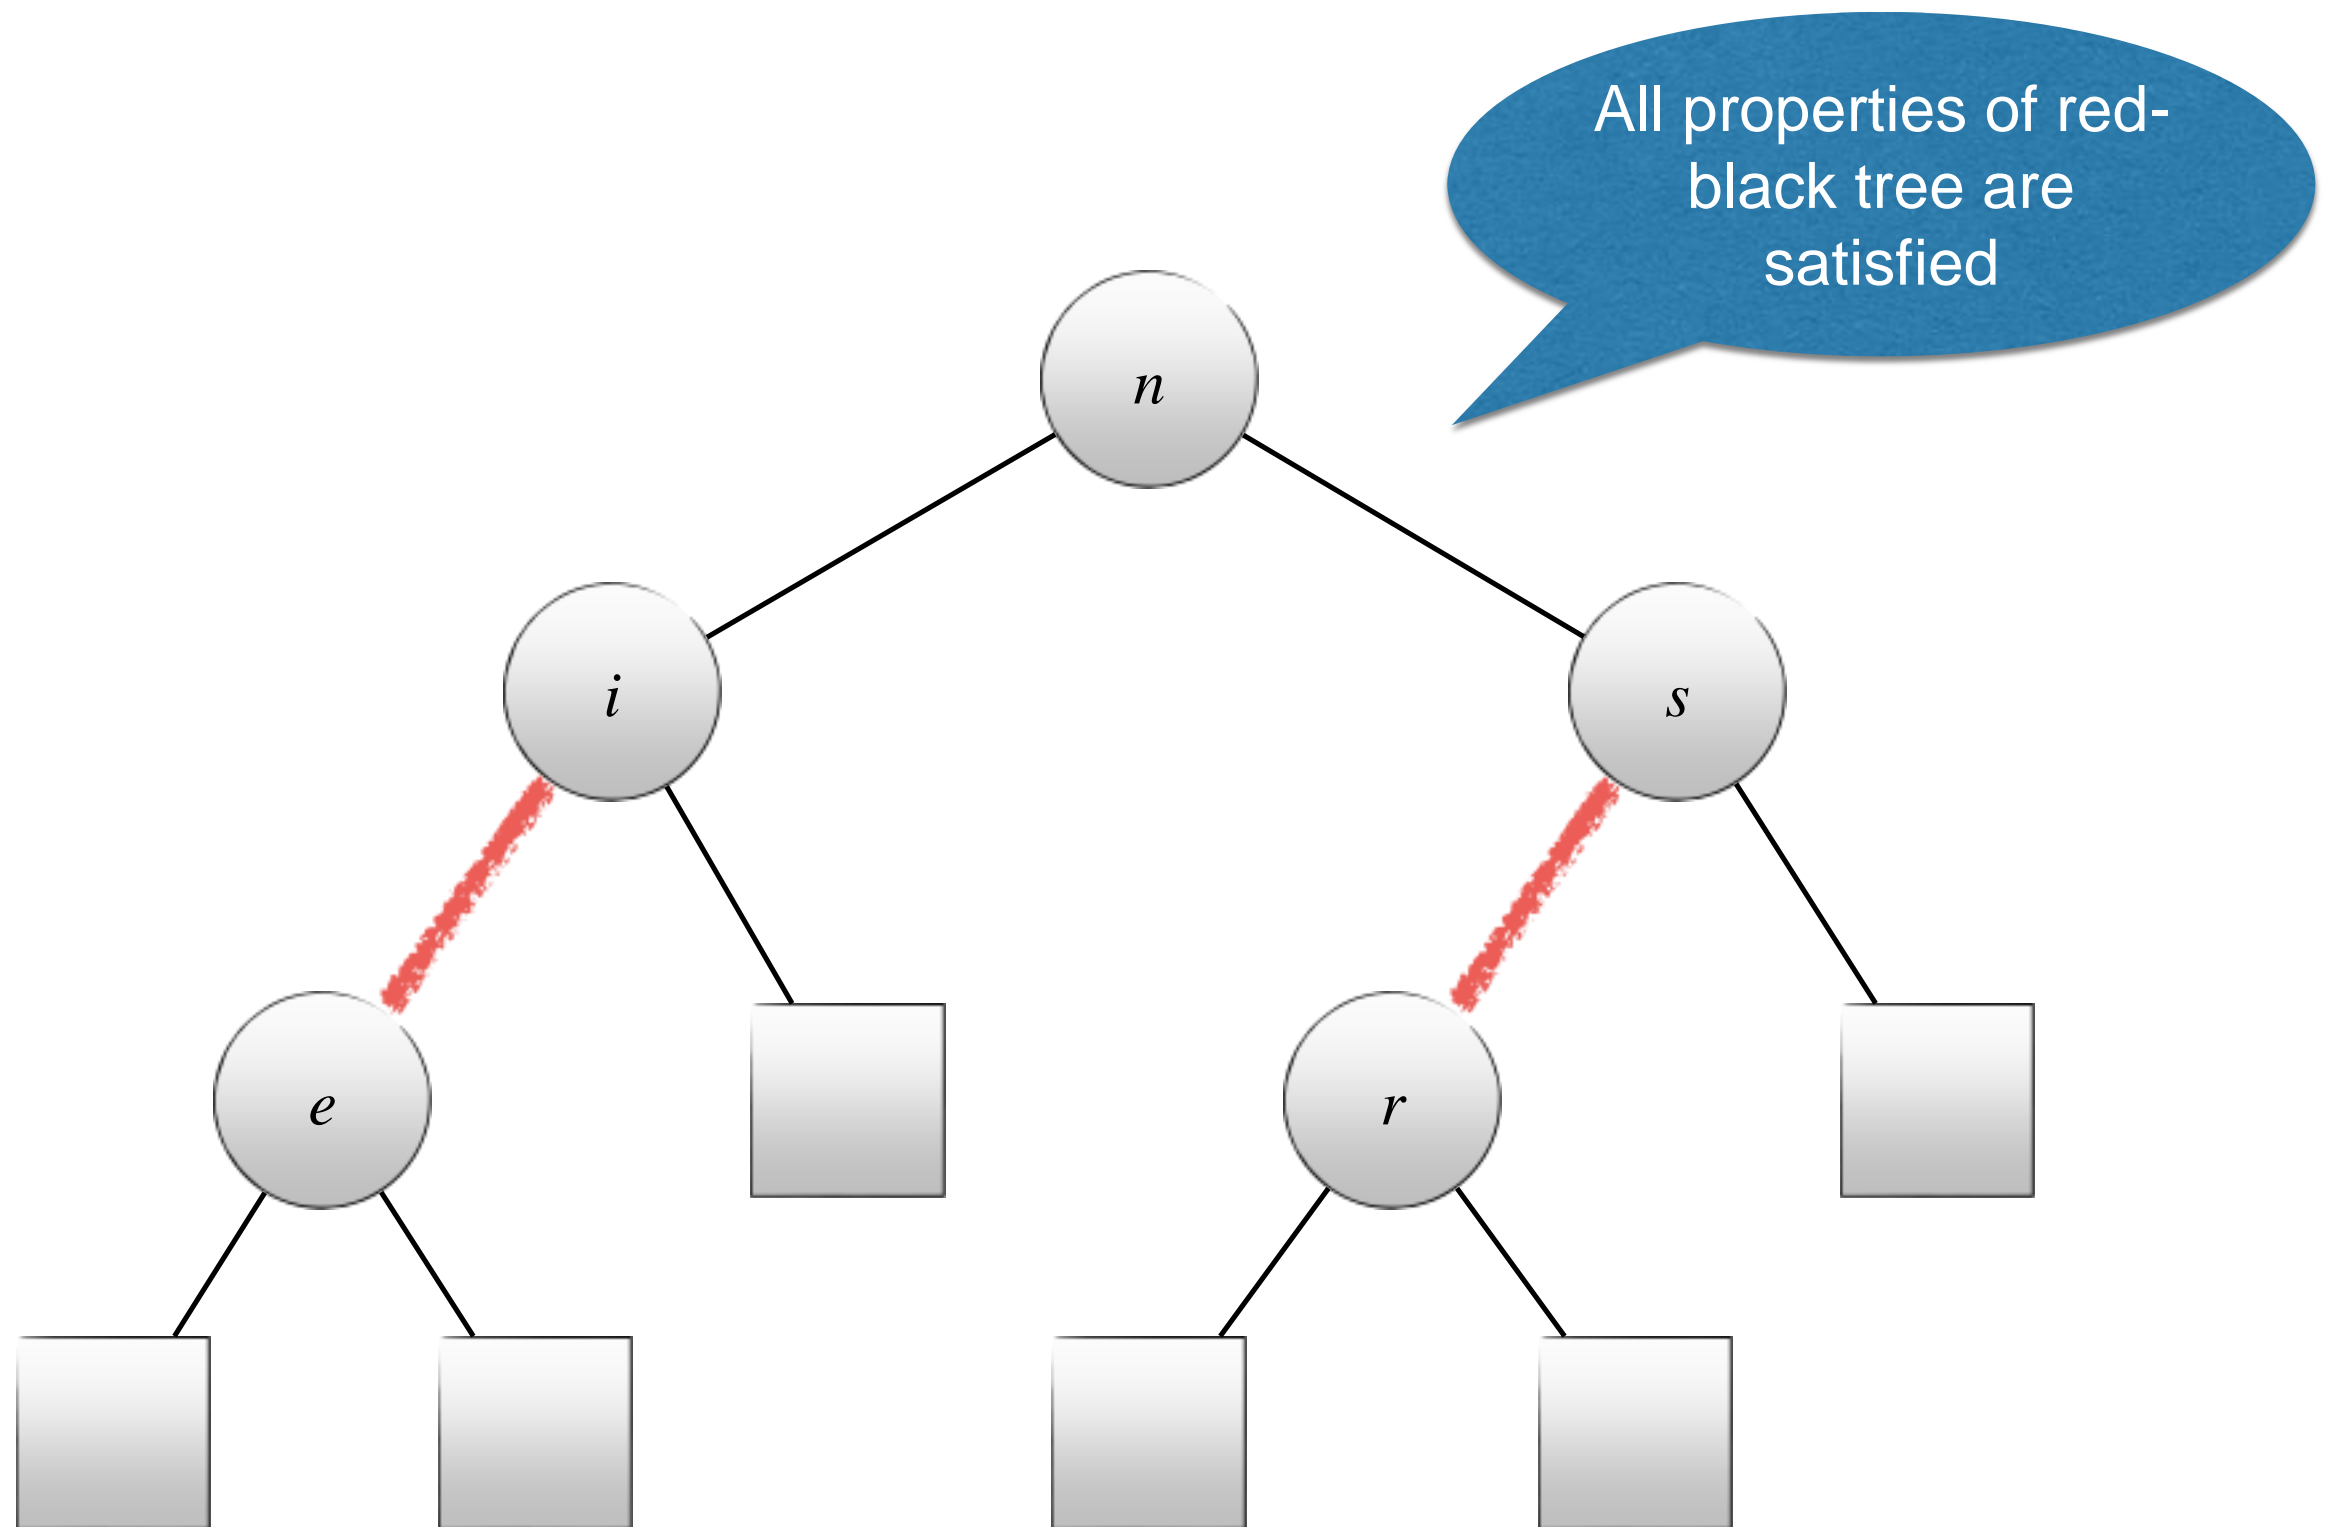 All properties of red-
black tree are
satisfied
n
i
s
e
r